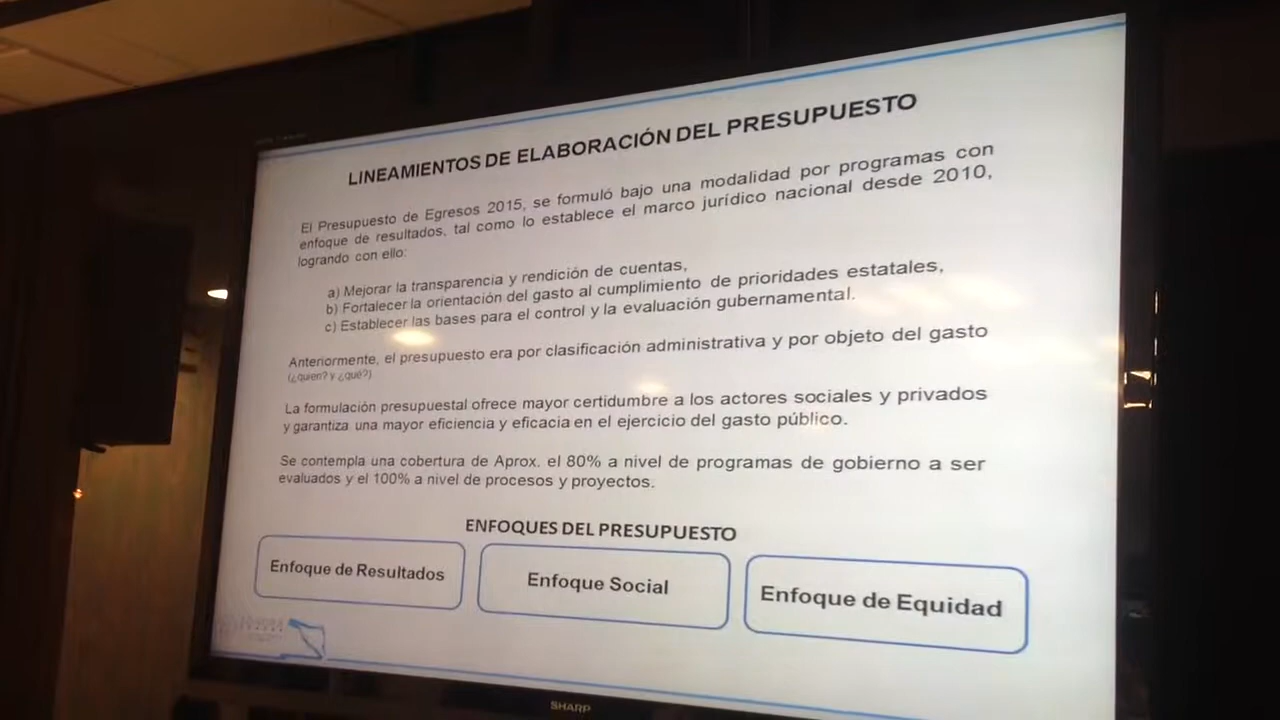 LINEAMIENTOS DE ELABORACIÓN DEL PRESUPUESTO
El Presupuesto de Egresos 2015, se formuló bajo una modalidad por programas con
enfoque de resultados, tal como lo establece el marco jurídico nacional desde 2010,
logrando con ello:
a) Mejorar la transparencia y rendición de cuentas,
b) Fortalecer la orientación del gasto al cumplimiento de prioridades estatales,
c) Establecer las bases para el control y la evaluación gubernamental.
Anteriormente, el presupuesto era por clasificación administrativa y por objeto del gasto
(¿quien? y ¿qué?)
La formulación presupuestal ofrece mayor certidumbre a los actores sociales y privados
y garantiza una mayor eficiencia y eficacia en el ejercicio del gasto público.
Se contempla una cobertura de Aprox. el 80% a nivel de programas de gobierno a ser
evaluados y el 100% a nivel de procesos y proyectos.
ENFOQUES DEL PRESUPUESTO
Enfoque de Resultados
Enfoque Social
Enfoque de Equidad
SHARP